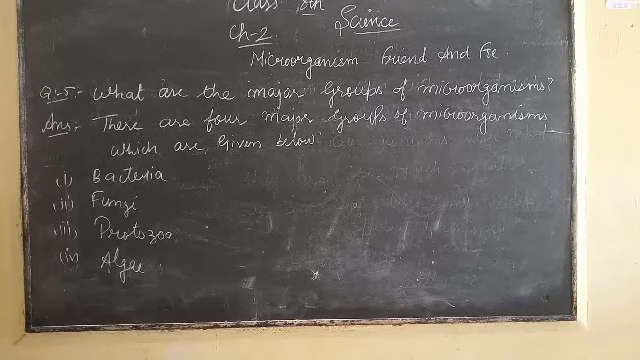 Class 8th
Science
Ch-2
Microorganism Friend And Foe.
Q.5:- What are the major Groups of microorganisms?
Ans:- There are four major Groups of microorganisms
which are Given below:
(i) Bacteria
(ii) Fungi
(iii) Protozoa
(iv) Algae